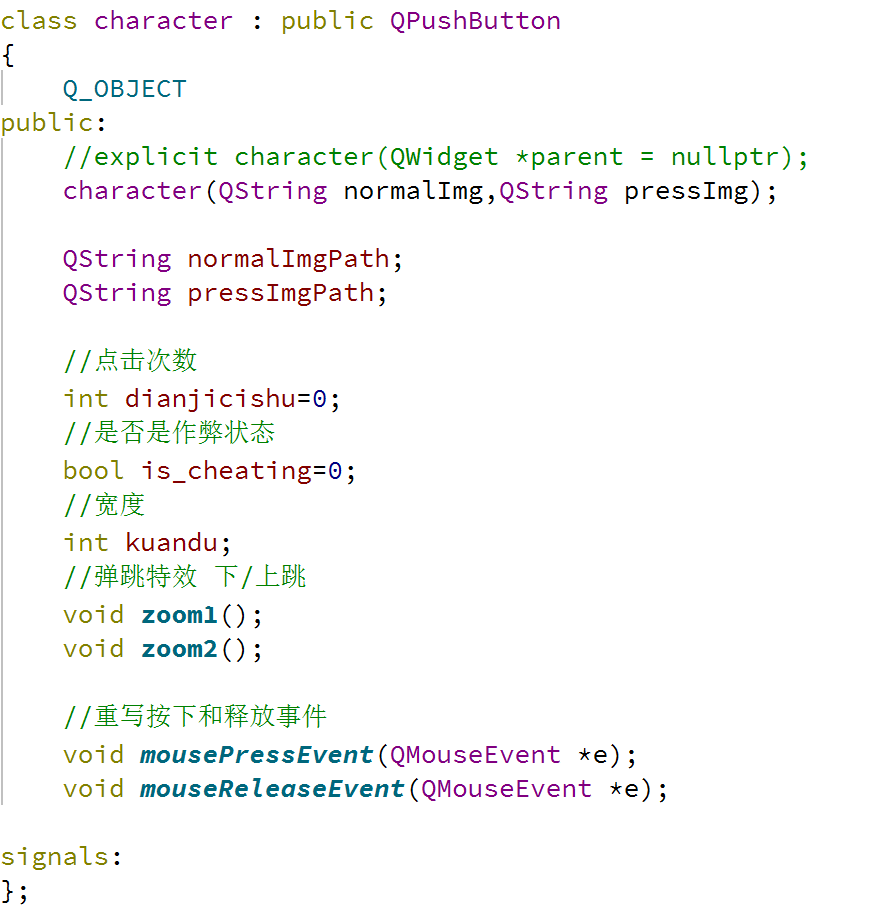 class character : public QPushButton
{
    Q_OBJECT
public:
    //explicit character(QWidget *parent = nullptr);
    character(QString normalImg,QString pressImg);

    QString normalImgPath;
    QString pressImgPath;

    //点击次数
    int dianjicishu=0;
    //是否是作弊状态
    bool is_cheating=0;
    //宽度
    int kuandu;
    //弹跳特效 下/上跳
    void zoom1();
    void zoom2();

    //重写按下和释放事件
    void mousePressEvent(QMouseEvent *e);
    void mouseReleaseEvent(QMouseEvent *e);

signals:
};